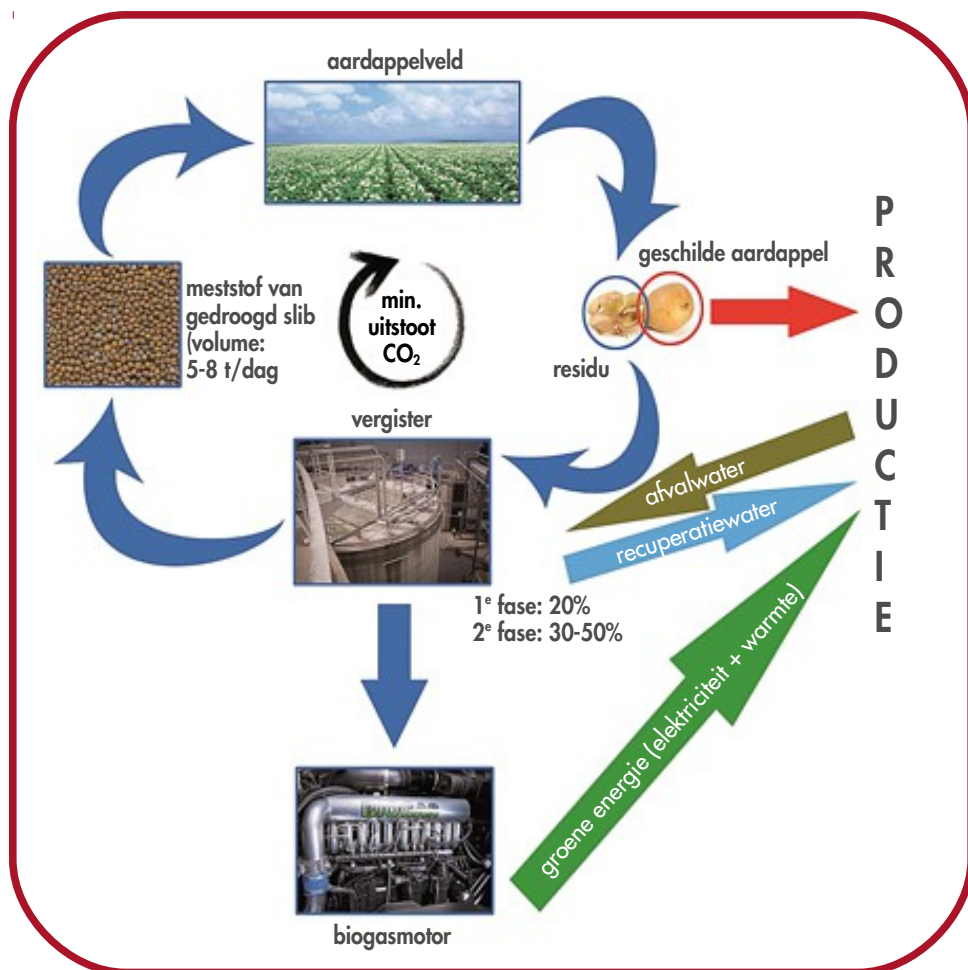 aardappelveld
geschilde aardappel
residu
meststof van
gedroogd slib
(volume:
5-8 t/dag
min.
uitstoot
CO₂
vergister
afvalwater
recuperatiewater
1e fase: 20%
2e fase: 30-50%
groene energie (elektriciteit + warmte)
biogasmotor
PRODUCTIE